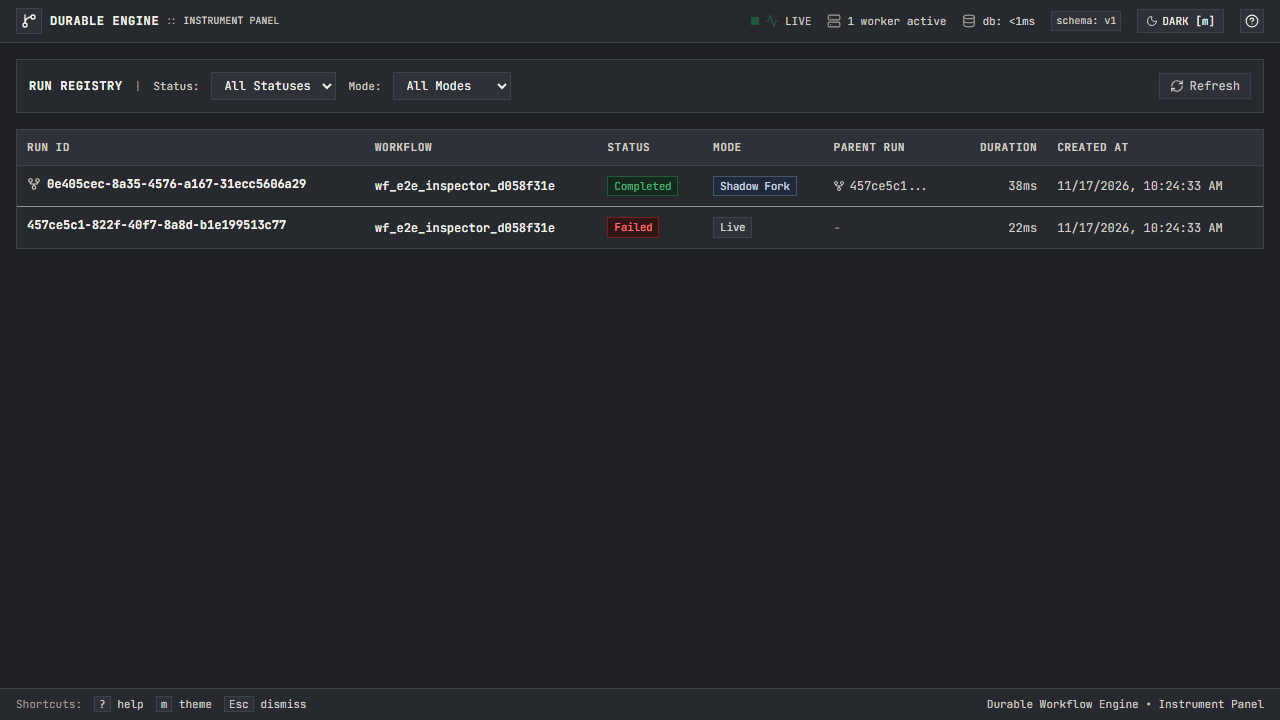 DURABLE ENGINE :: INSTRUMENT PANEL LIVE 1 worker active db: <1ms schema: v1 DARK [m]
RUN REGISTRY | Status: All Statuses Mode: All Modes Refresh
RUN ID WORKFLOW STATUS MODE PARENT RUN DURATION CREATED AT
0e405cec-8a35-4576-a167-31ecc5606a29 wf_e2e_inspector_d058f31e Completed Shadow Fork 457ce5c1... 38ms 11/17/2026, 10:24:33 AM
457ce5c1-822f-40f7-8a8d-b1e199513c77 wf_e2e_inspector_d058f31e Failed Live - 22ms 11/17/2026, 10:24:33 AM
Shortcuts: ? help m theme Esc dismiss Durable Workflow Engine • Instrument Panel